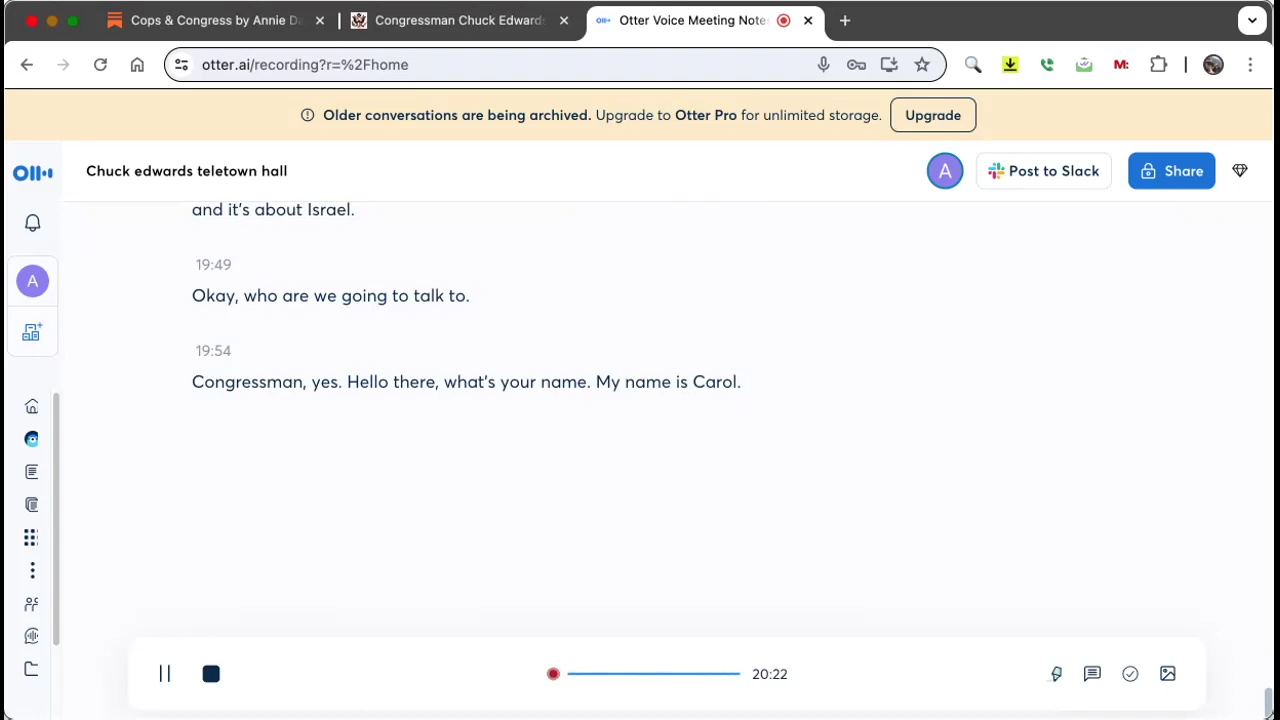 Cops & Congress by Annie Da
Congressman Chuck Edwards
Otter Voice Meeting Notes
otter.ai/recording?r=%2Fhome
M:
Older conversations are being archived. Upgrade to Otter Pro for unlimited storage.
Upgrade
Chuck edwards teletown hall
A
Post to Slack
Share
A
and it's about Israel.
19:49
Okay, who are we going to talk to.
19:54
Congressman, yes. Hello there, what's your name. My name is Carol.
20:22